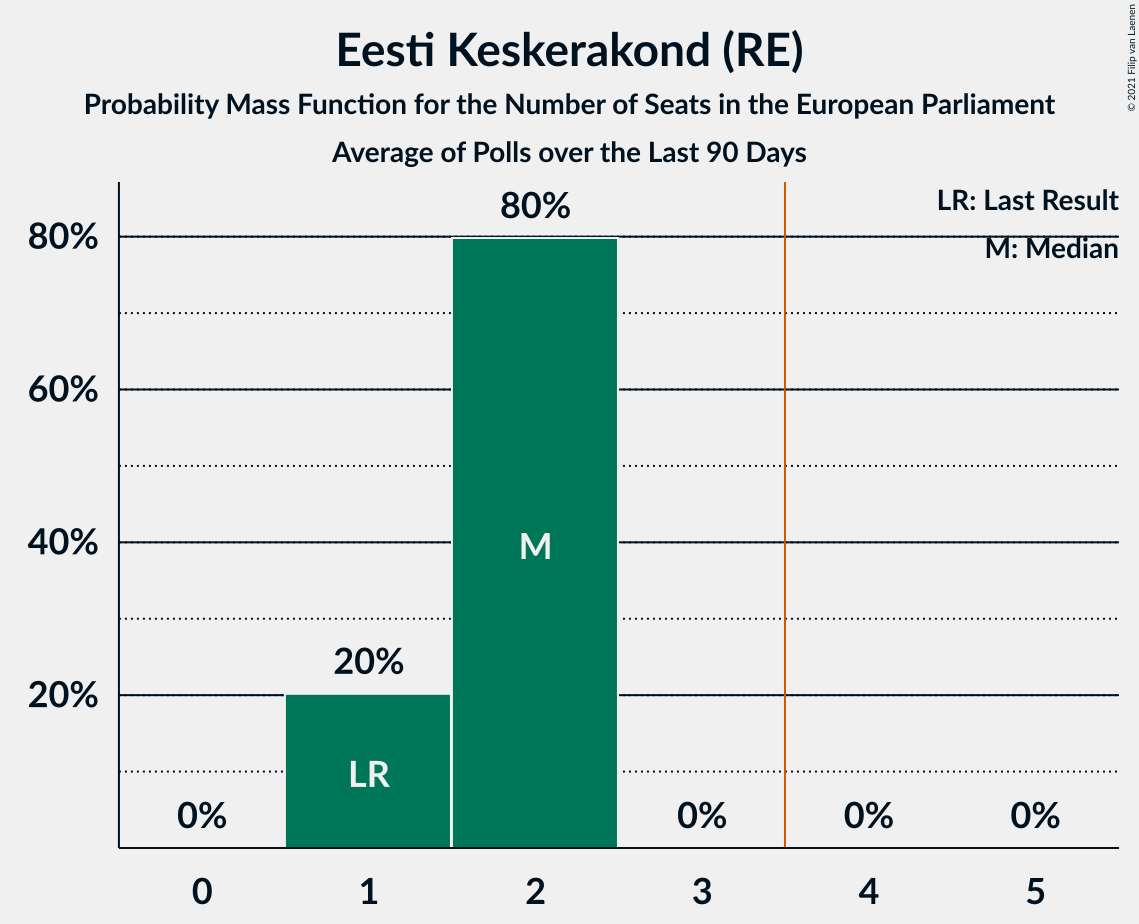 Eesti Keskerakond (RE)
Probability Mass Function for the Number of Seats in the European Parliament
Average of Polls over the Last 90 Days
© 2021 Filip van Laenen
LR: Last Result
M: Median
80%
60%
40%
20%
0%
20%
80%
0%
0%
0%
LR
M
0
1
2
3
4
5